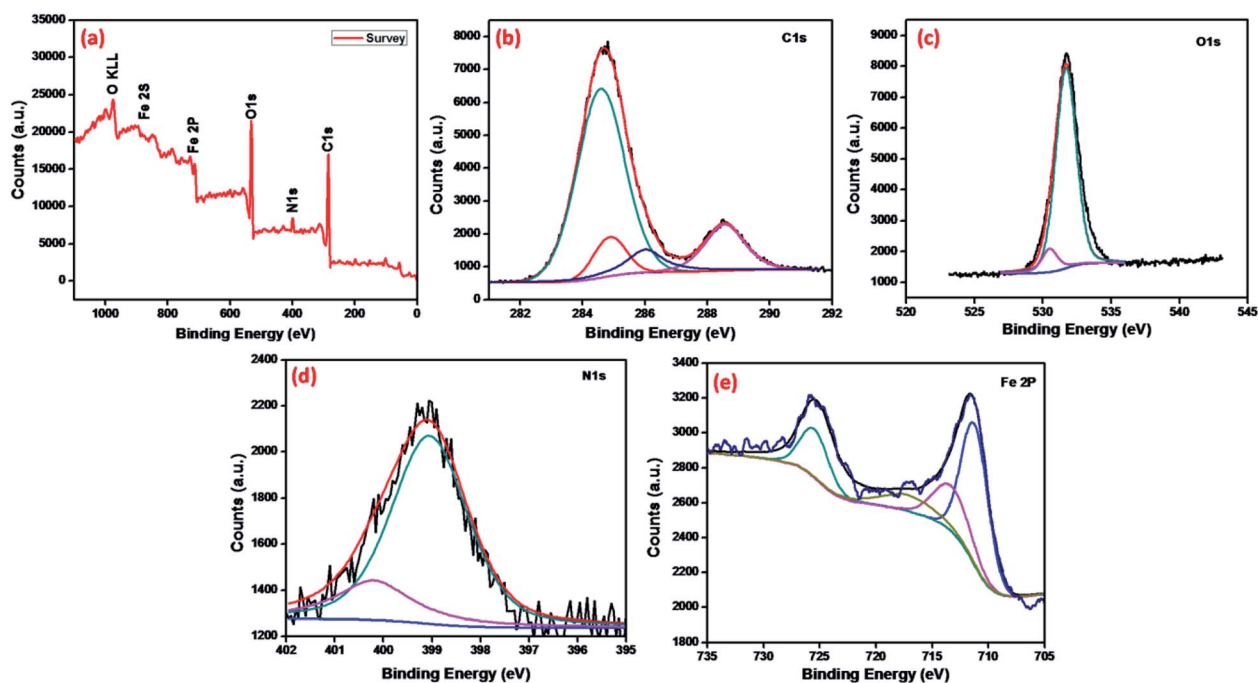 (a)
Survey
35000
30000
25000
20000
15000
10000
5000
0
Counts (a.u.)
O KLL
Fe 2S
Fe 2P
O1s
N1s
C1s
1000 800 600 400 200 0
Binding Energy (eV)
(b)
C1s
8000
7000
6000
5000
4000
3000
2000
1000
0
Counts (a.u.)
282 284 286 288 290 292
Binding Energy (eV)
(c)
O1s
9000
8000
7000
6000
5000
4000
3000
2000
1000
Counts (a.u.)
520 525 530 535 540 545
Binding Energy (eV)
(d)
N1s
2400
2200
2000
1800
1600
1400
1200
Counts (a.u.)
402 401 400 399 398 397 396 395
Binding Energy (eV)
(e)
Fe 2P
3400
3200
3000
2800
2600
2400
2200
2000
1800
Counts (a.u.)
735 730 725 720 715 710 705
Binding Energy (eV)